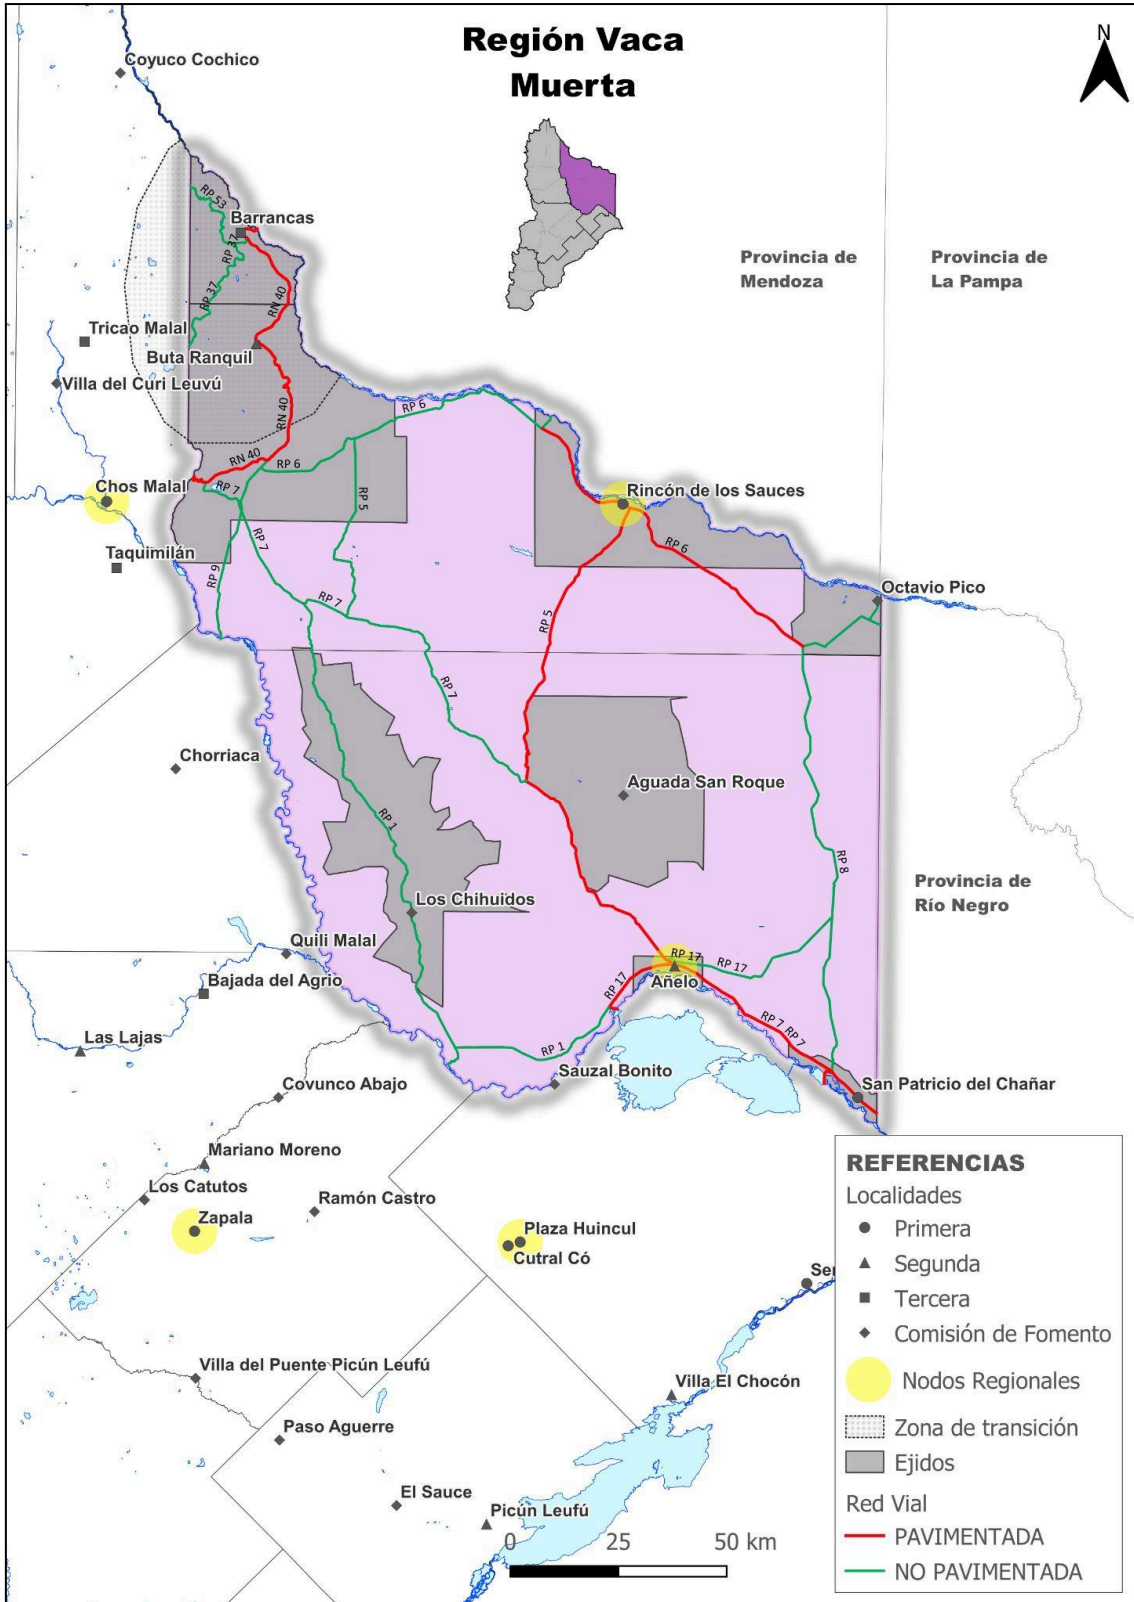 Región Vaca
Muerta
N
Coyuco Cochico
RP 53
Barrancas
RP 37
RP 37
RN 40
Provincia de
Mendoza
Provincia de
La Pampa
Tricao Malal
Buta Ranquil
Villa del Curi Leuvú
RN 40
RP 6
RN 40
RP 6
Chos Malal
RP 7
RP 5
Rincón de los Sauces
RP 7
RP 6
Taquimilán
RP 9
Octavio Pico
RP 7
RP 5
RP 7
Chorriaca
Aguada San Roque
RP 1
RP 8
Provincia de
Río Negro
Los Chihuidos
Quili Malal
RP 17
RP 17
Bajada del Agrio
RP 17
Añelo
Las Lajas
RP 7
RP 7
RP 1
Sauzal Bonito
Covunco Abajo
San Patricio del Chañar
Mariano Moreno
Los Catutos
Ramón Castro
Zapala
Plaza Huincul
Cutral Có
Villa del Puente Picún Leufú
Villa El Chocón
Paso Aguerre
El Sauce
Picún Leufú
0
25
50 km
REFERENCIAS
Localidades
Primera
Segunda
Tercera
Comisión de Fomento
Nodos Regionales
Zona de transición
Ejidos
Red Vial
PAVIMENTADA
NO PAVIMENTADA